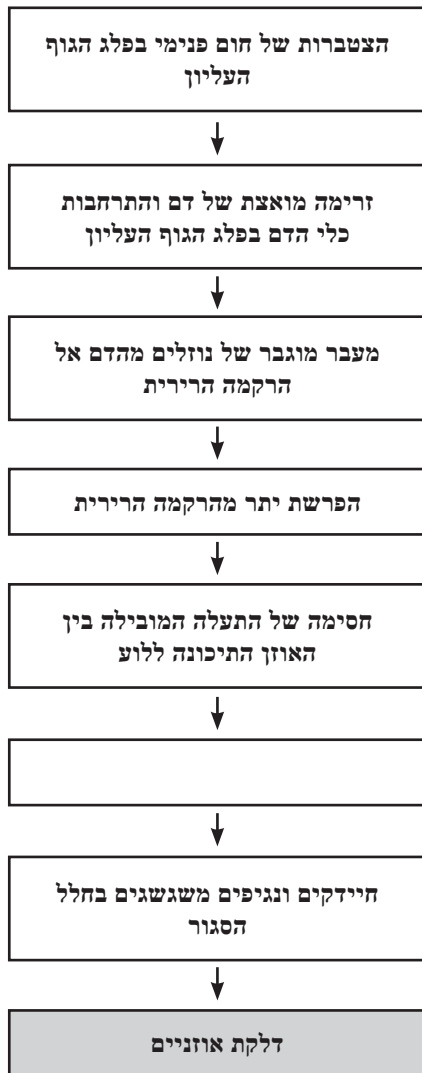 הצטברות של חום פנימי בפלג הגוף
העליון
זרימה מואצת של דם והתרחבות
כלי הדם בפלג הגוף העליון
מעבר מוגבר של נוזלים מהדם אל
הרקמה הרירית
הפרשת יתר מהרקמה הרירית
חסימה של התעלה המובילה בין
האוזן התיכונה ללוע
חיידקים ונגיפים משגשגים בחלל
הסגור
דלקת אוזניים